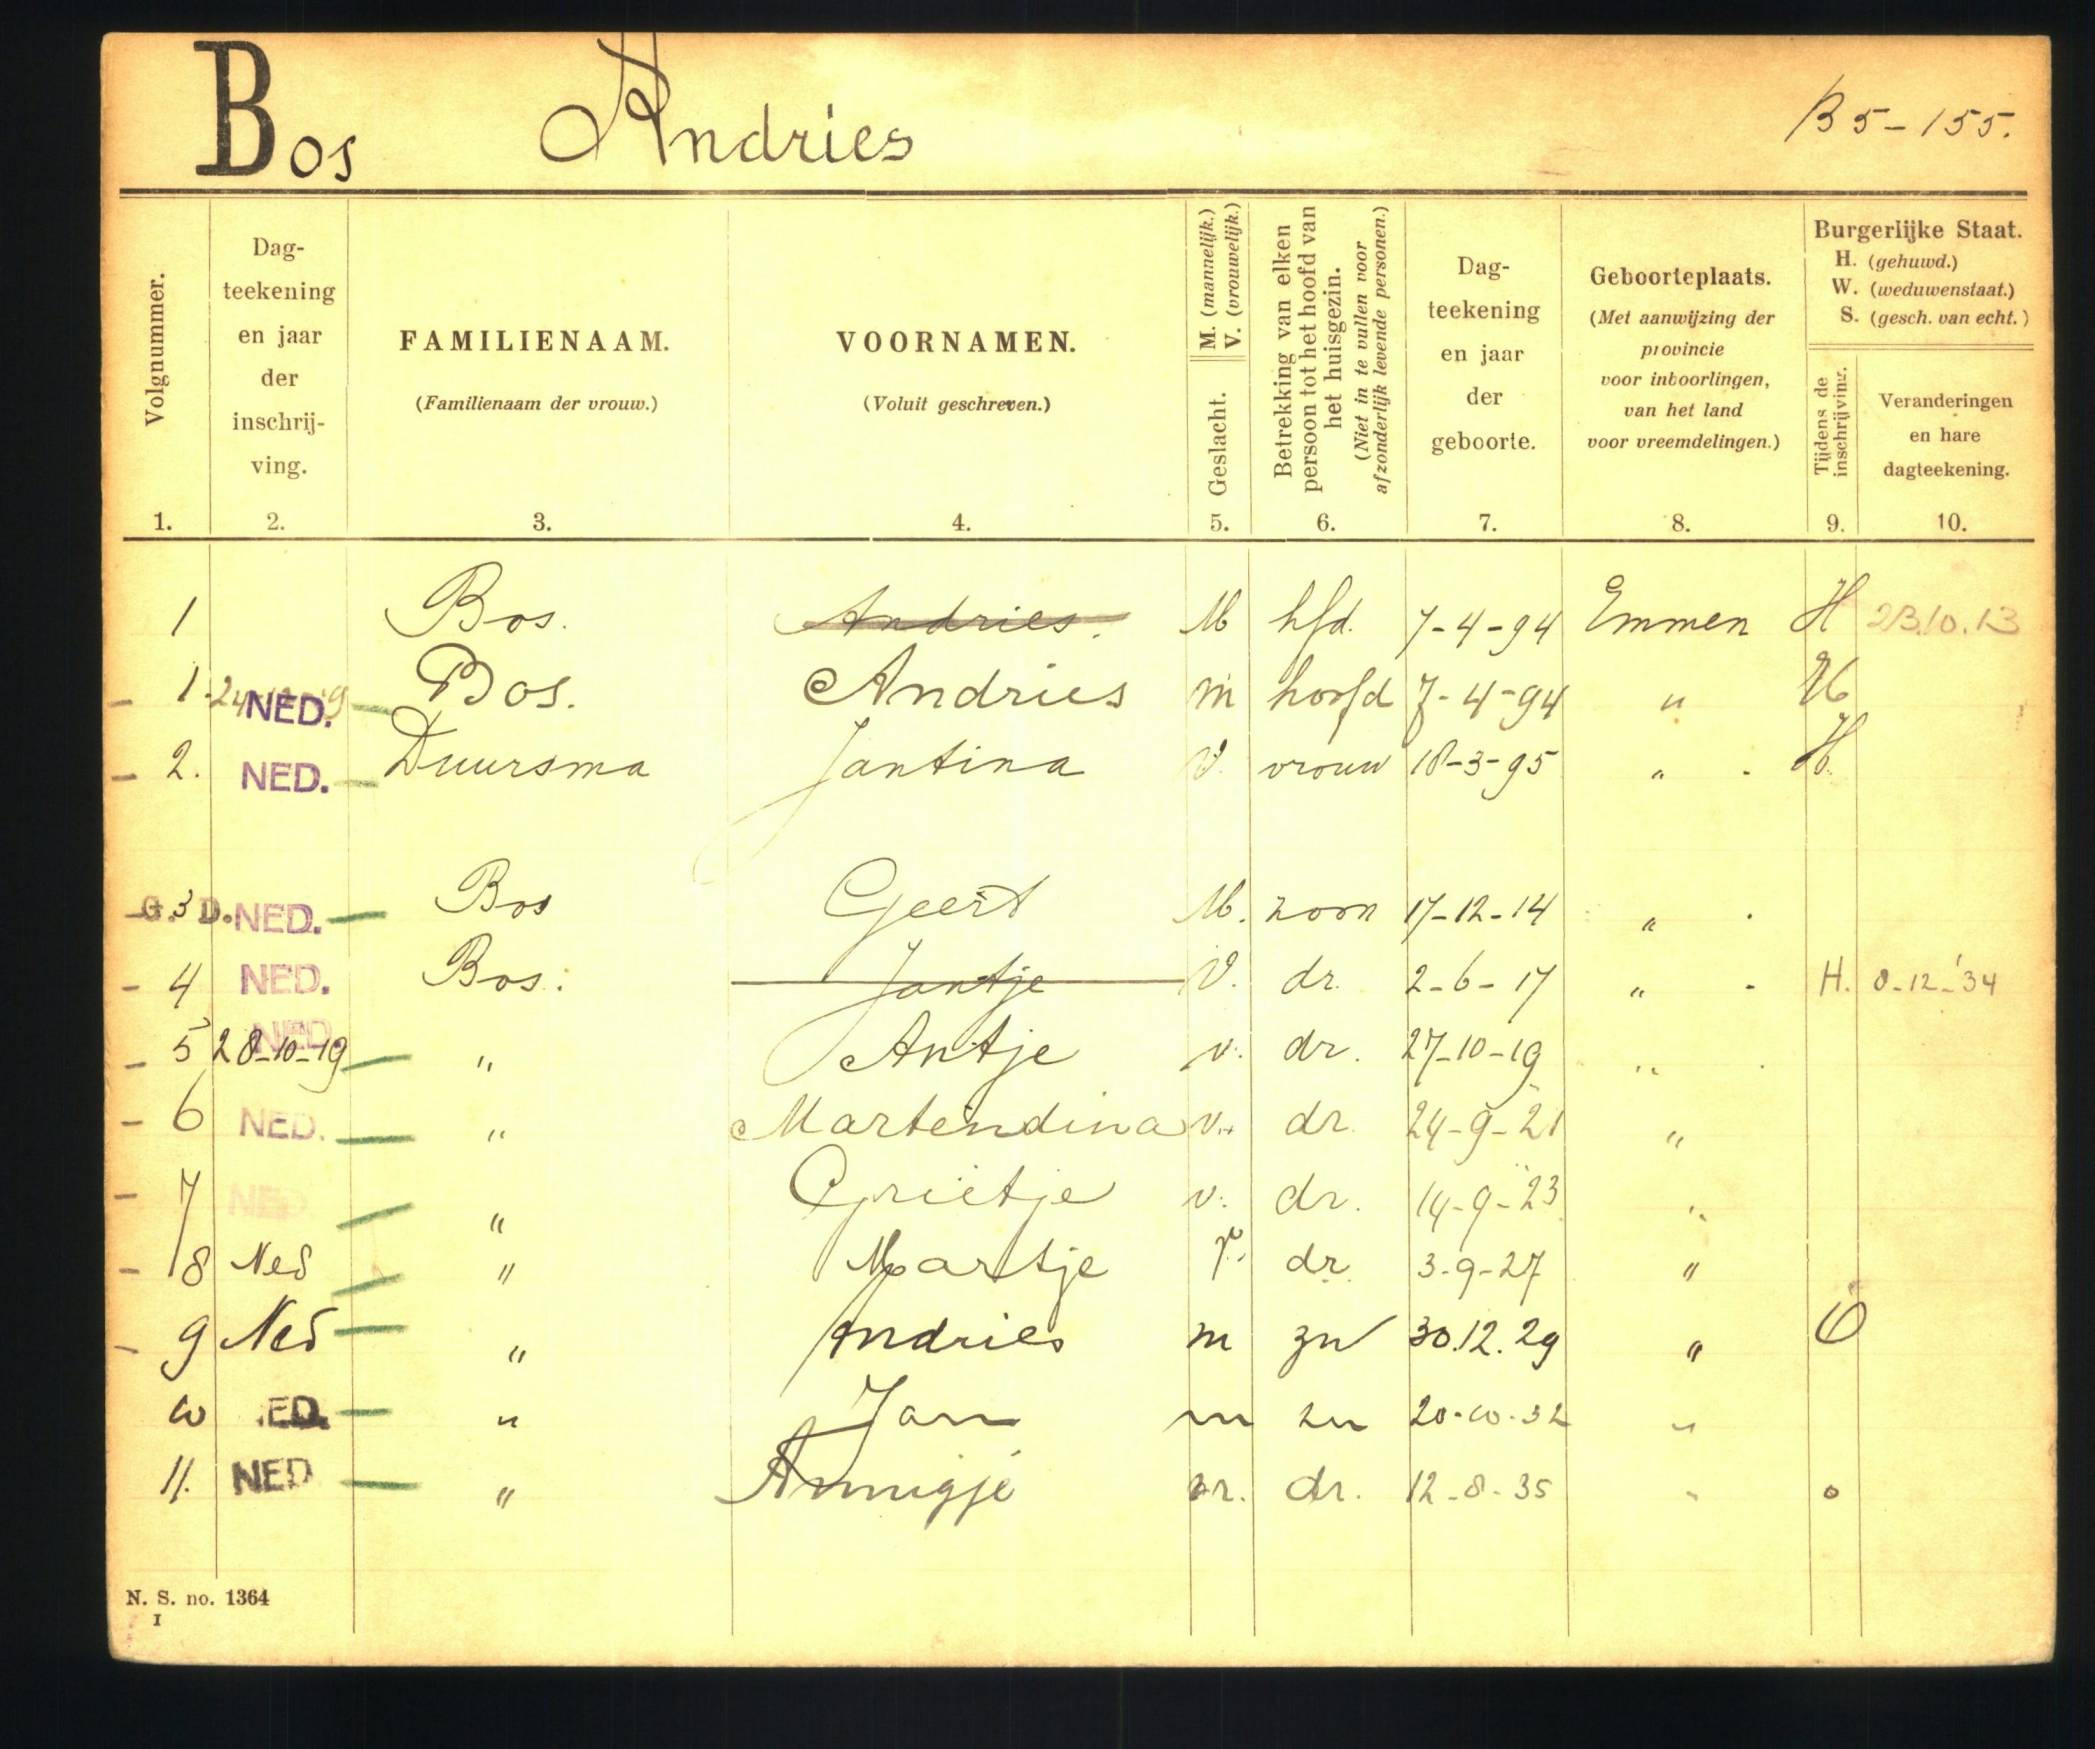 Bos Andries B5-155.
Volgnummer.
Dag-
teekening
en jaar
der
inschrij-
ving.
FAMILIENAAM.
(Familienaam der vrouw.)
VOORNAMEN.
(Voluit geschreven.)
M. (mannelijk.)
V. (vrouwelijk.)
Geslacht.
Betrekking van elken
persoon tot het hoofd van
het huisgezin.
(Niet in te vullen voor
afzonderlijk levende personen.)
Dag-
teekening
en jaar
der
geboorte.
Geboorteplaats.
(Met aanwijzing der
provincie
voor inboorlingen,
van het land
voor vreemdelingen.)
Burgerlijke Staat.
H. (gehuwd.)
W. (weduwenstaat.)
S. (gesch. van echt.)
Tijdens de
inschrijving.
Veranderingen
en hare
dagteekening.
1. 2. 3. 4. 5. 6. 7. 8. 9. 10.
1 Bos. Andries. M hfd. 7-4-94 Emmen H 23.10.13
1. NED. Bos. Andries m hoofd 7-4-94 " H
2. NED. Duursma Jantina V. vrouw 18-3-95 " H.
G. 3 D. NED. Bos Geert M. zoon 17-12-14 "
4 NED. Bos. Jantje V. dr. 2-6-17 " H. 8-12-'34
5 NED. 28-10-19 " Antje v. dr. 27-10-19 "
6 NED. " Martendina v. dr. 24-9-21 "
7 NED. " Grietje v. dr. 14-9-23 "
8 Ned " Martje v. dr. 3-9-27 "
9 Ned " Andries m zn 30.12.29 " O
10 NED. " Jan m zn 20-10-32 "
11. NED " Annigje vr. dr. 12-8-35 " o
N. S. no. 1364
I